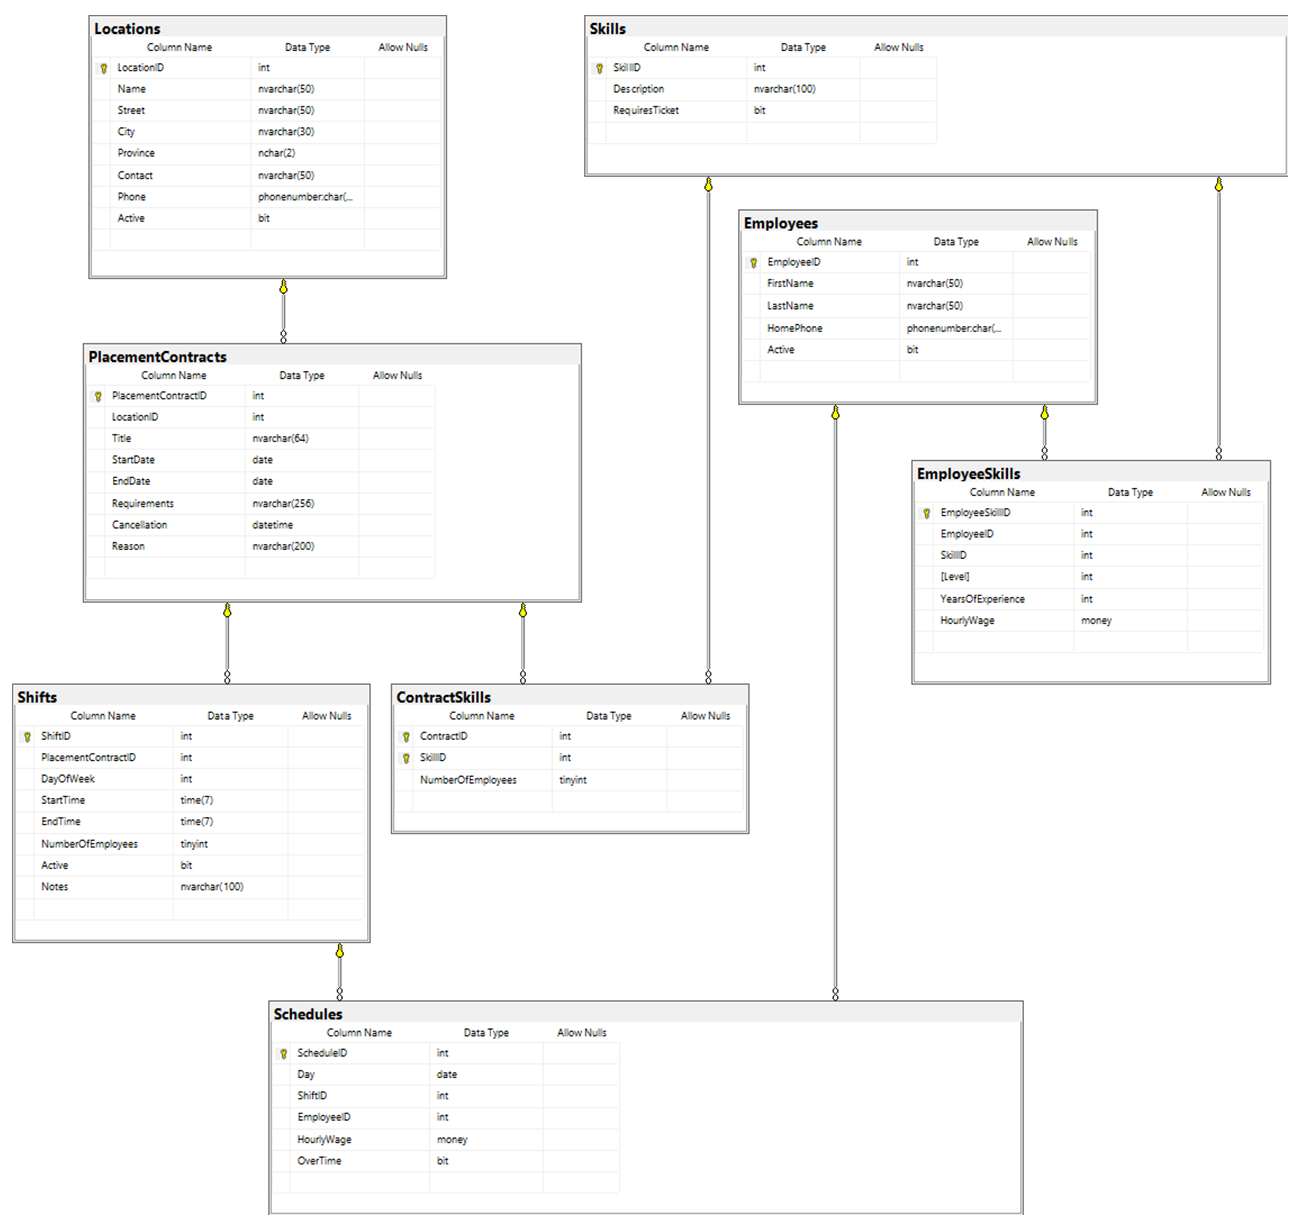 Locations
Column Name Data Type Allow Nulls
LocationID int
Name nvarchar(50)
Street nvarchar(50)
City nvarchar(30)
Province nchar(2)
Contact nvarchar(50)
Phone phonenumber:char(...
Active bit
Skills
Column Name Data Type Allow Nulls
SkillID int
Description nvarchar(100)
RequiresTicket bit
Employees
Column Name Data Type Allow Nulls
EmployeeID int
FirstName nvarchar(50)
LastName nvarchar(50)
HomePhone phonenumber:char(...
Active bit
PlacementContracts
Column Name Data Type Allow Nulls
PlacementContractID int
LocationID int
Title nvarchar(64)
StartDate date
EndDate date
Requirements nvarchar(256)
Cancellation datetime
Reason nvarchar(200)
EmployeeSkills
Column Name Data Type Allow Nulls
EmployeeSkillID int
EmployeeID int
SkillID int
[Level] int
YearsOfExperience int
HourlyWage money
Shifts
Column Name Data Type Allow Nulls
ShiftID int
PlacementContractID int
DayOfWeek int
StartTime time(7)
EndTime time(7)
NumberOfEmployees tinyint
Active bit
Notes nvarchar(100)
ContractSkills
Column Name Data Type Allow Nulls
ContractID int
SkillID int
NumberOfEmployees tinyint
Schedules
Column Name Data Type Allow Nulls
ScheduleID int
Day date
ShiftID int
EmployeeID int
HourlyWage money
OverTime bit